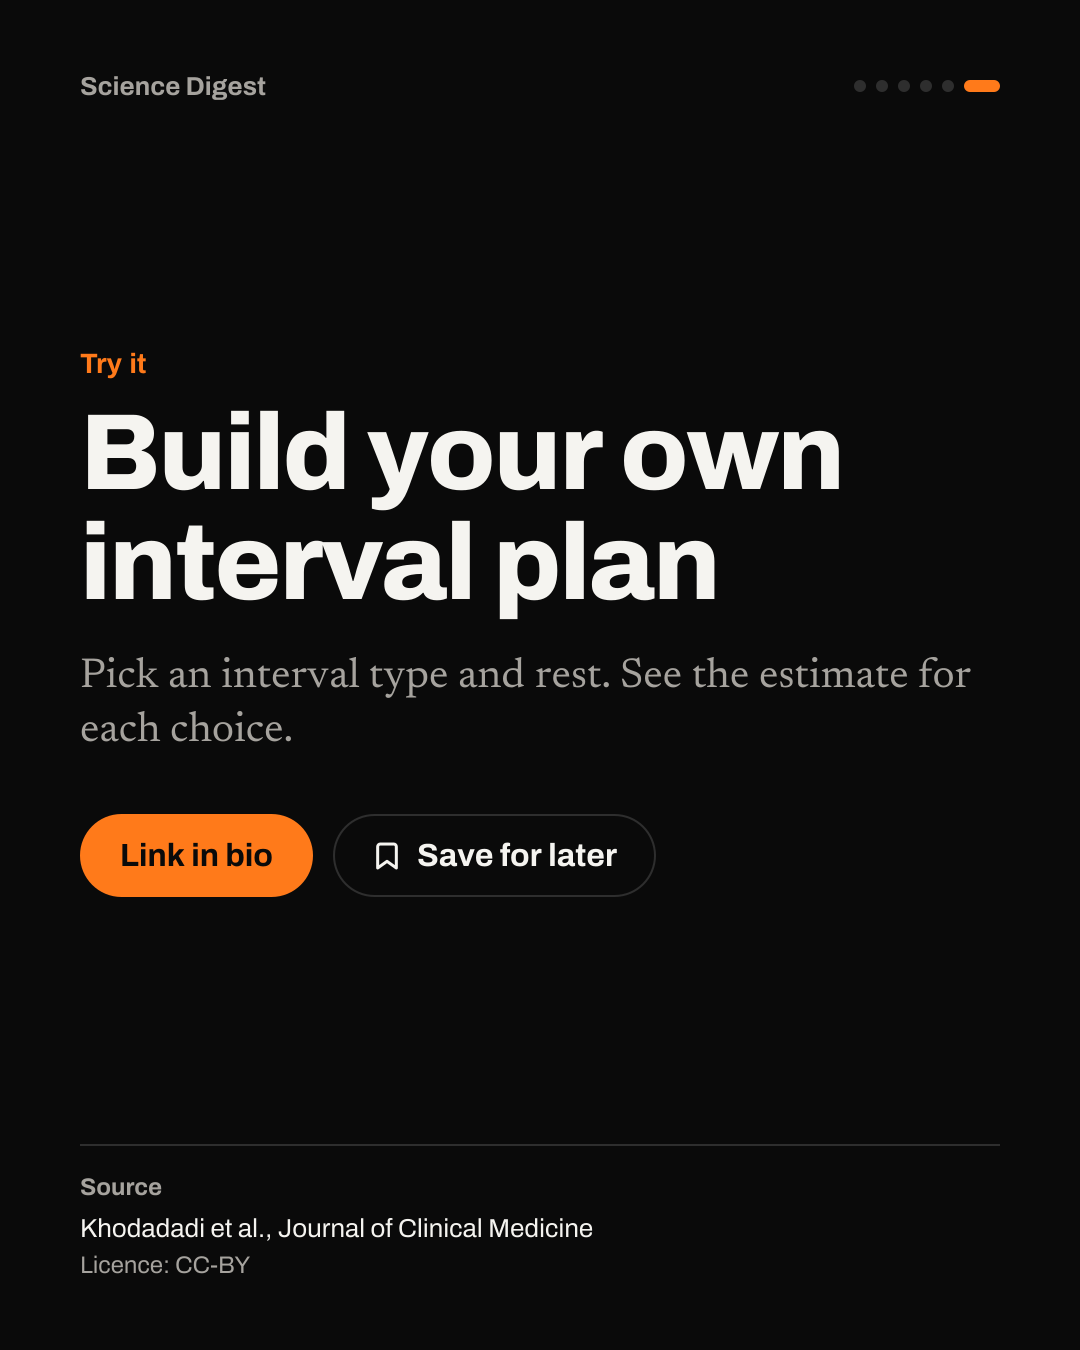 Science Digest
Try it
Build your own
interval plan
Pick an interval type and rest. See the estimate for
each choice.
Link in bio
Save for later
Source
Khodadadi et al., Journal of Clinical Medicine
Licence: CC-BY